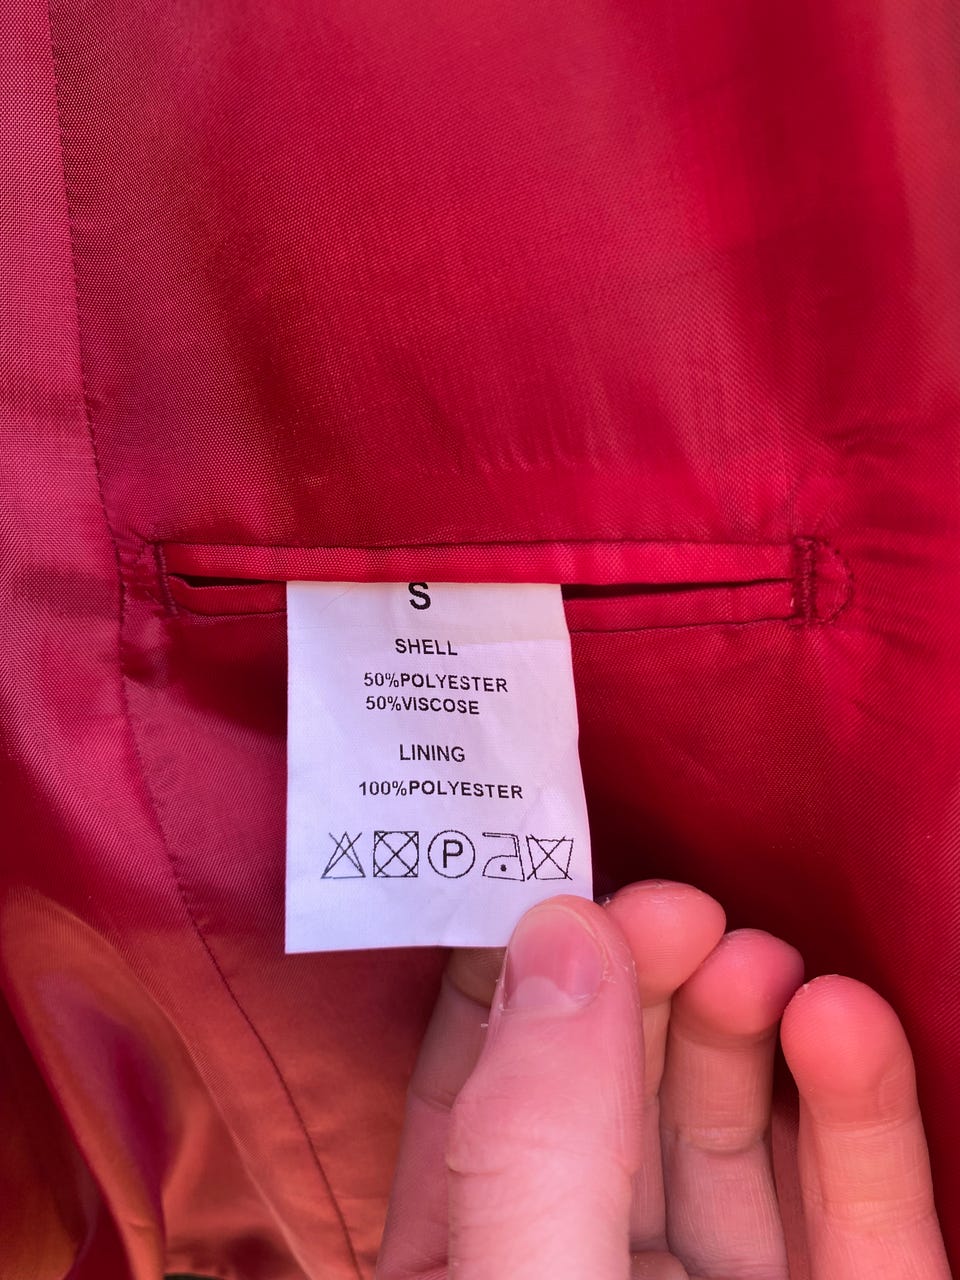 S
SHELL
50%POLYESTER
50%VISCOSE
LINING
100%POLYESTER
P